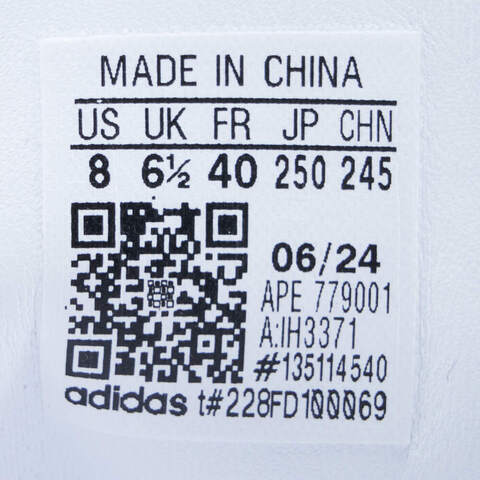 MADE IN CHINA
US UK FR JP CHN
8 6½ 40 250 245
06/24
APE 779001
A:IH3371
#135114540
adidas t#228FD100069